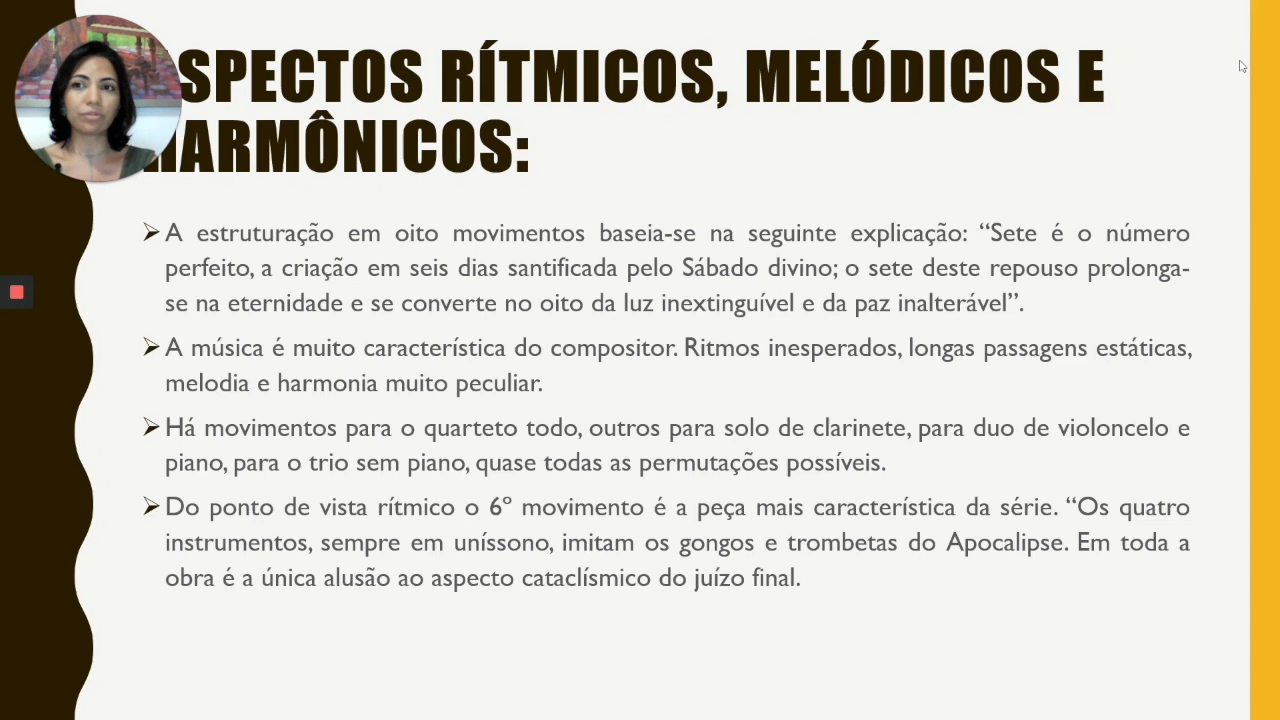 ASPECTOS RÍTMICOS, MELÓDICOS E
HARMÔNICOS:
A estruturação em oito movimentos baseia-se na seguinte explicação: “Sete é o número
perfeito, a criação em seis dias santificada pelo Sábado divino; o sete deste repouso prolonga-
se na eternidade e se converte no oito da luz inextinguível e da paz inalterável”.
A música é muito característica do compositor. Ritmos inesperados, longas passagens estáticas,
melodia e harmonia muito peculiar.
Há movimentos para o quarteto todo, outros para solo de clarinete, para duo de violoncelo e
piano, para o trio sem piano, quase todas as permutações possíveis.
Do ponto de vista rítmico o 6º movimento é a peça mais característica da série. “Os quatro
instrumentos, sempre em uníssono, imitam os gongos e trombetas do Apocalipse. Em toda a
obra é a única alusão ao aspecto cataclísmico do juízo final.